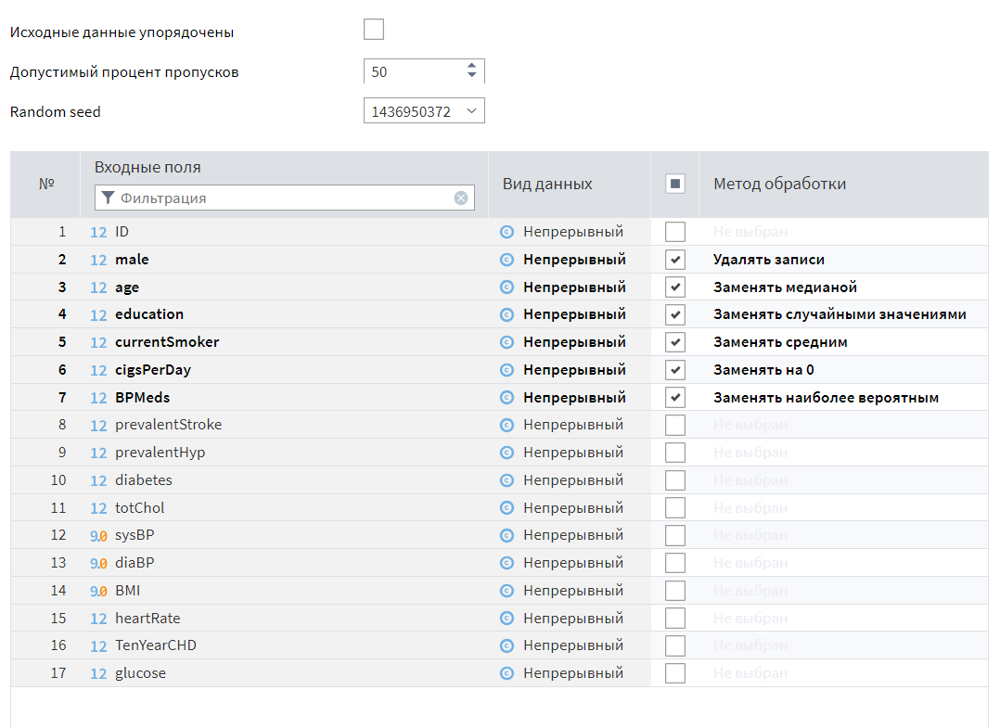 Исходные данные упорядочены
Допустимый процент пропусков 50
Random seed 1436950372
№ Входные поля Вид данных Метод обработки
Фильтрация
1 12 ID Непрерывный Не выбран
2 12 male Непрерывный Удалять записи
3 12 age Непрерывный Заменять медианой
4 12 education Непрерывный Заменять случайными значениями
5 12 currentSmoker Непрерывный Заменять средним
6 12 cigsPerDay Непрерывный Заменять на 0
7 12 BPMeds Непрерывный Заменять наиболее вероятным
8 12 prevalentStroke Непрерывный Не выбран
9 12 prevalentHyp Непрерывный Не выбран
10 12 diabetes Непрерывный Не выбран
11 12 totChol Непрерывный Не выбран
12 9.0 sysBP Непрерывный Не выбран
13 9.0 diaBP Непрерывный Не выбран
14 9.0 BMI Непрерывный Не выбран
15 12 heartRate Непрерывный Не выбран
16 12 TenYearCHD Непрерывный Не выбран
17 12 glucose Непрерывный Не выбран